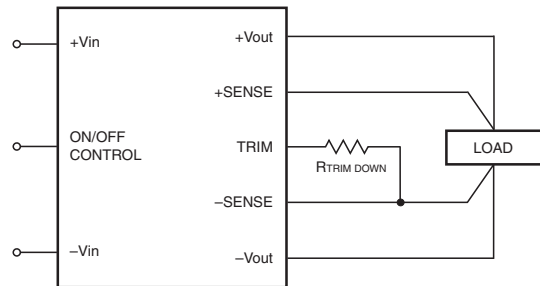 +Vin
ON/OFF
CONTROL
–Vin
+Vout
+SENSE
TRIM
–SENSE
–Vout
RTRIM DOWN
LOAD